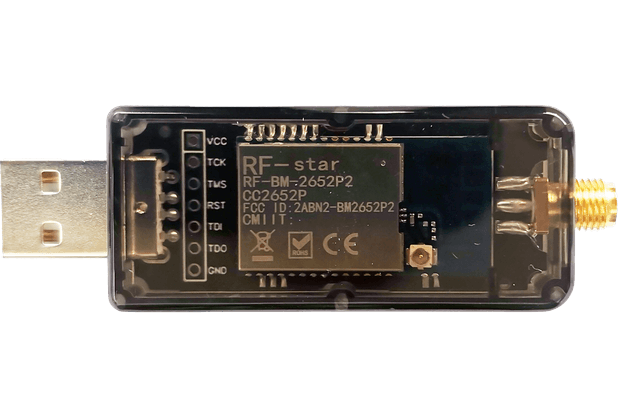 VCC
TCK
TMS
RST
TDI
TDO
GND
RF-star
RF-BM-2652P2
CC2652P
FCC ID:2ABN2-BM2652P2
CMIIT:
RoHS
CE